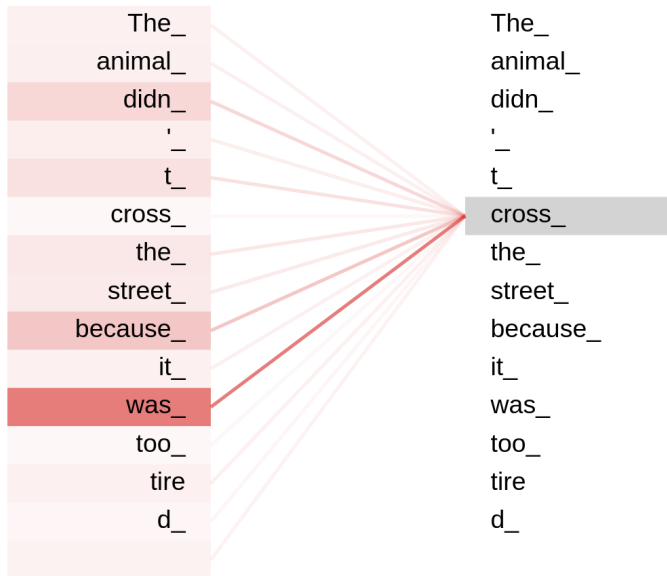 The_ The_
animal_ animal_
didn_ didn_
'_ '_
t_ t_
cross_ cross_
the_ the_
street_ street_
because_ because_
it_ it_
was_ was_
too_ too_
tire tire
d_ d_